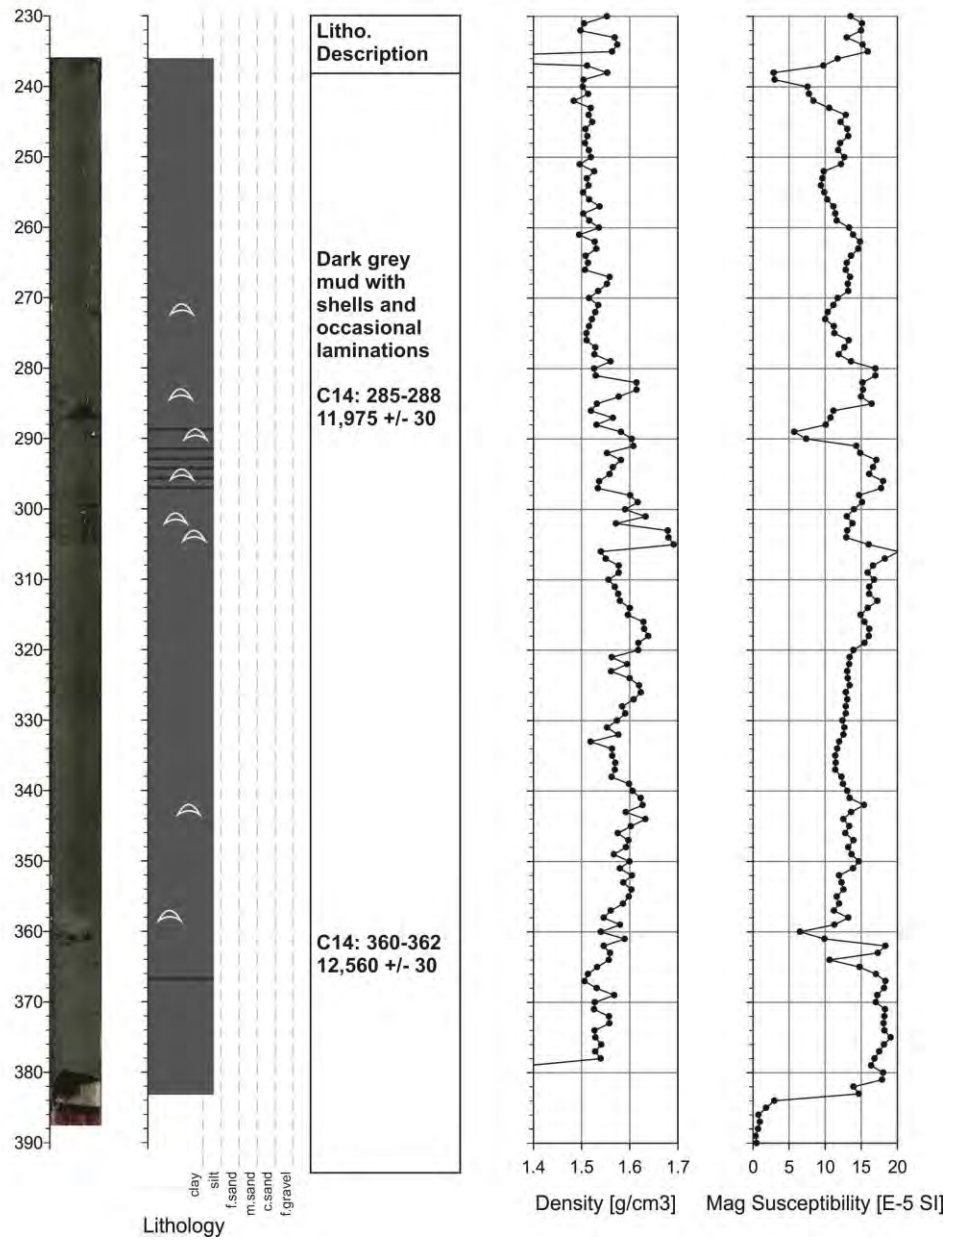 Litho.
Description
Dark grey
mud with
shells and
occasional
laminations
C14: 285-288
11,975 +/- 30
C14: 360-362
12,560 +/- 30
230
240
250
260
270
280
290
300
310
320
330
340
350
360
370
380
390
clay
silt
f.sand
m.sand
c.sand
f.gravel
Lithology
1.4 1.5 1.6 1.7
Density [g/cm3]
0 5 10 15 20
Mag Susceptibility [E-5 SI]